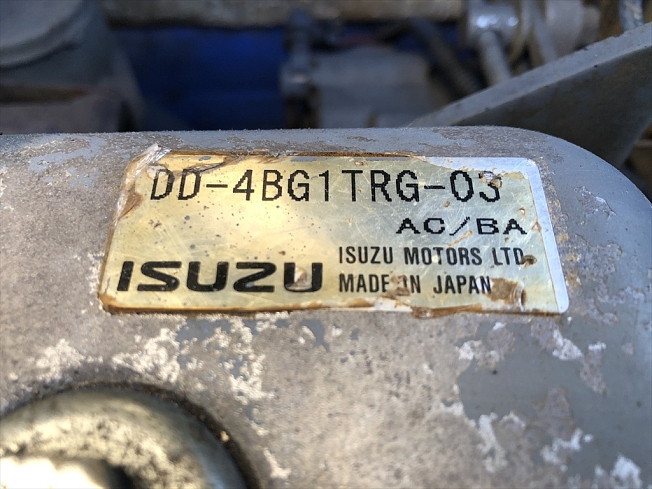 DD-4BG1TRG-03
AC/BA
ISUZU MOTORS LTD.
ISUZU MADE IN JAPAN